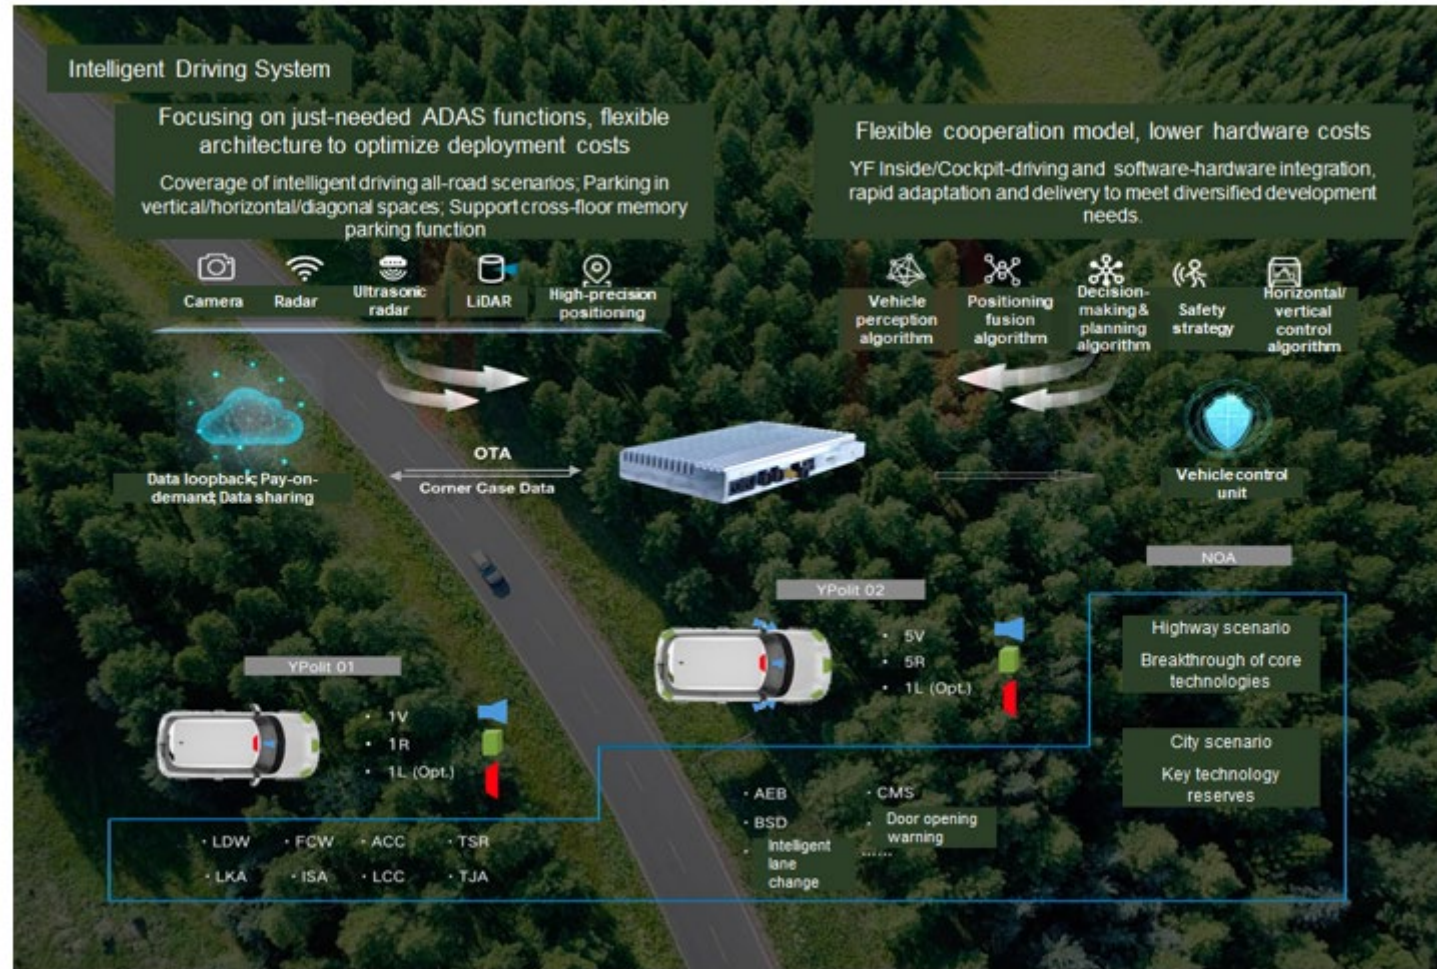 Intelligent Driving System
Focusing on just-needed ADAS functions, flexible
architecture to optimize deployment costs
Coverage of intelligent driving all-road scenarios; Parking in
vertical/horizontal/diagonal spaces; Support cross-floor memory
parking function
Flexible cooperation model, lower hardware costs
YF Inside/Cockpit-driving and software-hardware integration,
rapid adaptation and delivery to meet diversified development
needs.
Camera
Radar
Ultrasonic
radar
LiDAR
High-precision
positioning
Vehicle
perception
algorithm
Positioning
fusion
algorithm
Decision-
making &
planning
algorithm
Safety
strategy
Horizontal/
vertical
control
algorithm
Data loopback; Pay-on-
demand; Data sharing
OTA
Corner Case Data
Vehicle control
unit
NOA
YPolit 02
• 5V
• 5R
• 1L (Opt.)
Highway scenario
Breakthrough of core
technologies
City scenario
Key technology
reserves
YPolit 01
• 1V
• 1R
• 1L (Opt.)
· LDW · FCW · ACC · TSR
· LKA · ISA · LCC · TJA
· AEB · CMS
· BSD · Door opening
warning
· Intelligent
lane
change
......